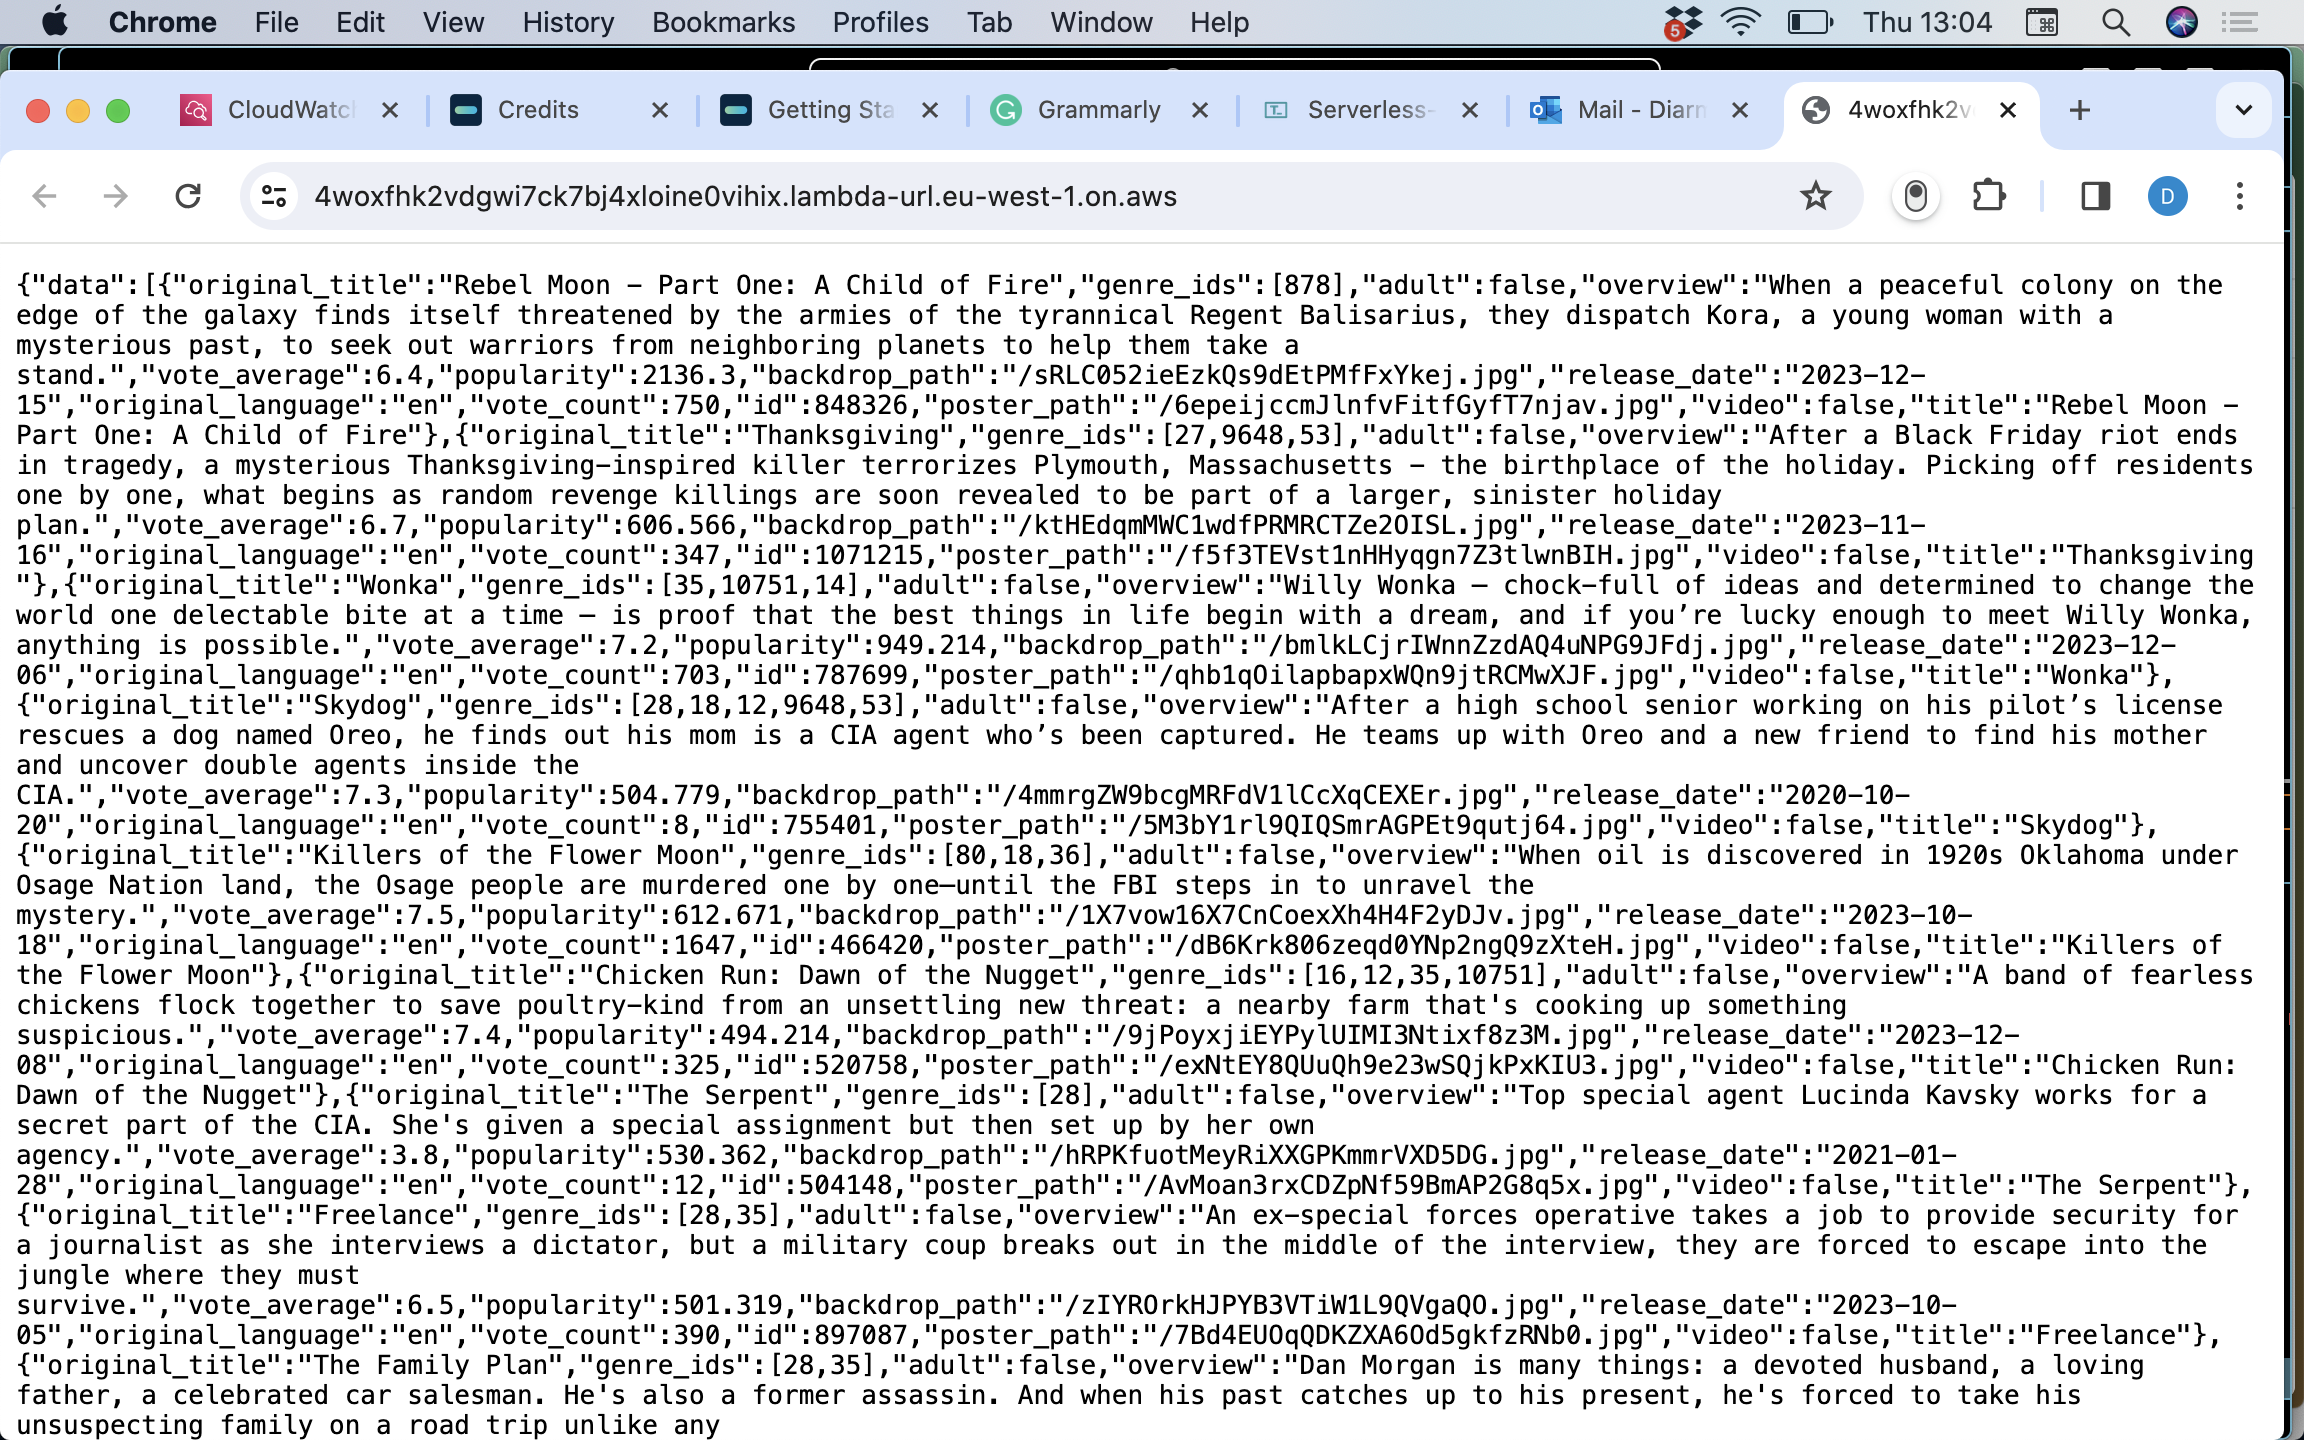 Chrome File Edit View History Bookmarks Profiles Tab Window Help 5 Thu 13:04
CloudWatch Credits Getting Sta Grammarly Serverless- Mail - Diarm 4woxfhk2v
4woxfhk2vdgwi7ck7bj4xloine0vihix.lambda-url.eu-west-1.on.aws D
{"data":[{"original_title":"Rebel Moon — Part One: A Child of Fire","genre_ids":[878],"adult":false,"overview":"When a peaceful colony on the
edge of the galaxy finds itself threatened by the armies of the tyrannical Regent Balisarius, they dispatch Kora, a young woman with a
mysterious past, to seek out warriors from neighboring planets to help them take a
stand.","vote_average":6.4,"popularity":2136.3,"backdrop_path":"/sRLC052ieEzkQs9dEtPMfFxYkej.jpg","release_date":"2023-12-
15","original_language":"en","vote_count":750,"id":848326,"poster_path":"/6epeijccmJlnfvFitfGyfT7njav.jpg","video":false,"title":"Rebel Moon —
Part One: A Child of Fire"},{"original_title":"Thanksgiving","genre_ids":[27,9648,53],"adult":false,"overview":"After a Black Friday riot ends
in tragedy, a mysterious Thanksgiving-inspired killer terrorizes Plymouth, Massachusetts - the birthplace of the holiday. Picking off residents
one by one, what begins as random revenge killings are soon revealed to be part of a larger, sinister holiday
plan.","vote_average":6.7,"popularity":606.566,"backdrop_path":"/ktHEdqmMWC1wdfPRMRCTZe2OISL.jpg","release_date":"2023-11-
16","original_language":"en","vote_count":347,"id":1071215,"poster_path":"/f5f3TEVst1nHHyqgn7Z3tlwnBIH.jpg","video":false,"title":"Thanksgiving
"},{"original_title":"Wonka","genre_ids":[35,10751,14],"adult":false,"overview":"Willy Wonka – chock-full of ideas and determined to change the
world one delectable bite at a time – is proof that the best things in life begin with a dream, and if you’re lucky enough to meet Willy Wonka,
anything is possible.","vote_average":7.2,"popularity":949.214,"backdrop_path":"/bmlkLCjrIWnnZzdAQ4uNPG9JFdj.jpg","release_date":"2023-12-
06","original_language":"en","vote_count":703,"id":787699,"poster_path":"/qhb1qOilapbapxWQn9jtRCMwXJF.jpg","video":false,"title":"Wonka"},
{"original_title":"Skydog","genre_ids":[28,18,12,9648,53],"adult":false,"overview":"After a high school senior working on his pilot’s license
rescues a dog named Oreo, he finds out his mom is a CIA agent who’s been captured. He teams up with Oreo and a new friend to find his mother
and uncover double agents inside the
CIA.","vote_average":7.3,"popularity":504.779,"backdrop_path":"/4mmrgZW9bcgMRFdV1lCcXqCEXEr.jpg","release_date":"2020-10-
20","original_language":"en","vote_count":8,"id":755401,"poster_path":"/5M3bY1rl9QIQSmrAGPEt9qutj64.jpg","video":false,"title":"Skydog"},
{"original_title":"Killers of the Flower Moon","genre_ids":[80,18,36],"adult":false,"overview":"When oil is discovered in 1920s Oklahoma under
Osage Nation land, the Osage people are murdered one by one—until the FBI steps in to unravel the
mystery.","vote_average":7.5,"popularity":612.671,"backdrop_path":"/1X7vow16X7CnCoexXh4H4F2yDJv.jpg","release_date":"2023-10-
18","original_language":"en","vote_count":1647,"id":466420,"poster_path":"/dB6Krk806zeqd0YNp2ngQ9zXteH.jpg","video":false,"title":"Killers of
the Flower Moon"},{"original_title":"Chicken Run: Dawn of the Nugget","genre_ids":[16,12,35,10751],"adult":false,"overview":"A band of fearless
chickens flock together to save poultry-kind from an unsettling new threat: a nearby farm that's cooking up something
suspicious.","vote_average":7.4,"popularity":494.214,"backdrop_path":"/9jPoyxjiEYPylUIMI3Ntixf8z3M.jpg","release_date":"2023-12-
08","original_language":"en","vote_count":325,"id":520758,"poster_path":"/exNtEY8QUuQh9e23wSQjkPxKIU3.jpg","video":false,"title":"Chicken Run:
Dawn of the Nugget"},{"original_title":"The Serpent","genre_ids":[28],"adult":false,"overview":"Top special agent Lucinda Kavsky works for a
secret part of the CIA. She's given a special assignment but then set up by her own
agency.","vote_average":3.8,"popularity":530.362,"backdrop_path":"/hRPKfuotMeyRiXXGPKmmrVXD5DG.jpg","release_date":"2021-01-
28","original_language":"en","vote_count":12,"id":504148,"poster_path":"/AvMoan3rxCDZpNf59BmAP2G8q5x.jpg","video":false,"title":"The Serpent"},
{"original_title":"Freelance","genre_ids":[28,35],"adult":false,"overview":"An ex-special forces operative takes a job to provide security for
a journalist as she interviews a dictator, but a military coup breaks out in the middle of the interview, they are forced to escape into the
jungle where they must
survive.","vote_average":6.5,"popularity":501.319,"backdrop_path":"/zIYROrkHJPYB3VTiW1L9QVgaQO.jpg","release_date":"2023-10-
05","original_language":"en","vote_count":390,"id":897087,"poster_path":"/7Bd4EUOqQDKZXA6Od5gkfzRNb0.jpg","video":false,"title":"Freelance"},
{"original_title":"The Family Plan","genre_ids":[28,35],"adult":false,"overview":"Dan Morgan is many things: a devoted husband, a loving
father, a celebrated car salesman. He's also a former assassin. And when his past catches up to his present, he's forced to take his
unsuspecting family on a road trip unlike any